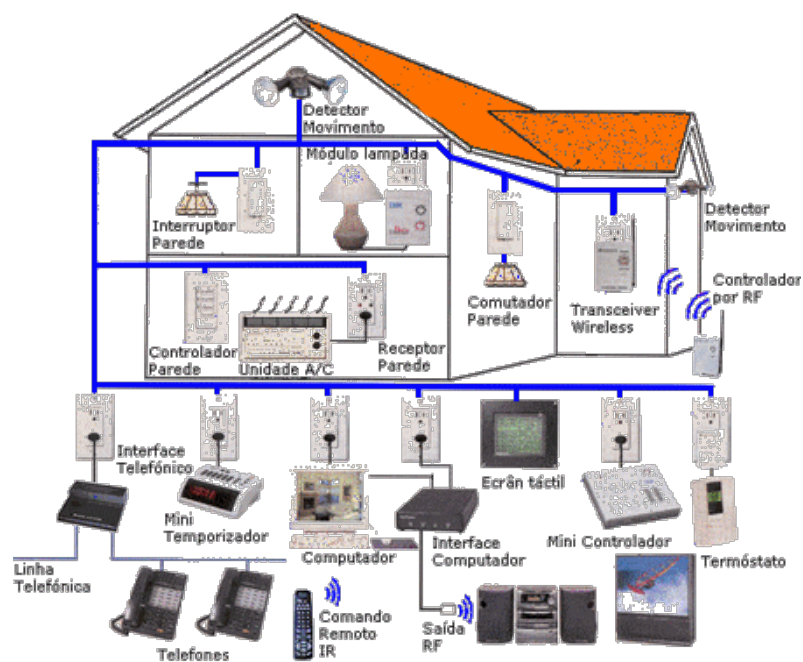 Detector
Movimento
Módulo lampada
Interruptor
Parede
Detector
Movimento
Comutador
Parede
Transceiver
Wireless
Controlador
por RF
Controlador
Parede
Unidade A/C
Receptor
Parede
Interface
Telefónico
Mini
Temporizador
Computador
Interface
Computador
Ecrân táctil
Mini Controlador
Termóstato
Linha
Telefónica
Telefones
Comando
Remoto
IR
Saída
RF